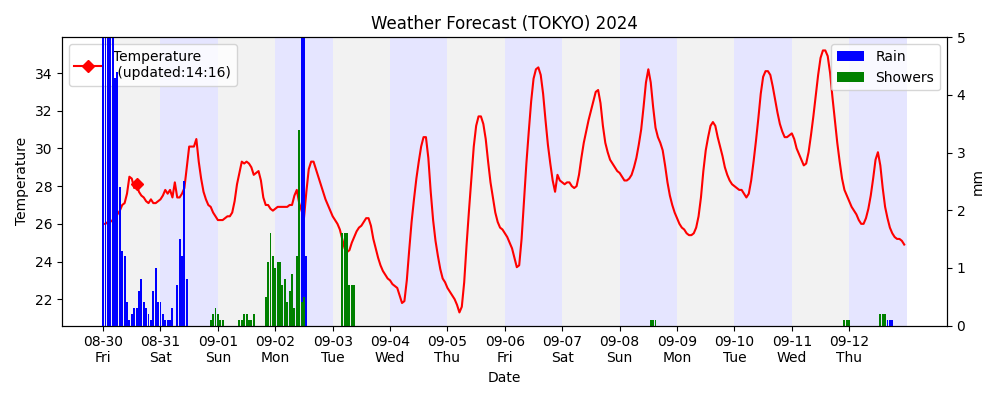 Weather Forecast (TOKYO) 2024
Temperature
(updated:14:16)
Rain
Showers
Temperature
34
32
30
28
26
24
22
5
4
3
2
1
0
mm
08-30 08-31 09-01 09-02 09-03 09-04 09-05 09-06 09-07 09-08 09-09 09-10 09-11 09-12
Fri Sat Sun Mon Tue Wed Thu Fri Sat Sun Mon Tue Wed Thu
Date